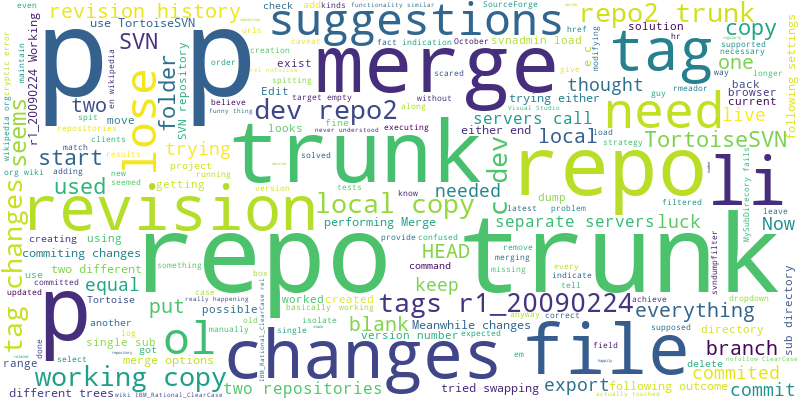 even
use TortoiseSVN
revision history
check
add
kinds
functionality similar
SourceForge
repo2 trunk
suggestions
SVN
urls
caveat
href
svnadmin load
modifying
solution
hr
supported
necessary
copy
p
p
merge
tag
one
two
folder
lose
seems
cryptic error
maintain
wikipedia org
org wiki
r1_20090224 Working
SVN repository
creation
exist
splitting
fact indication
October
scared
order
Edit
en wikipedia
believe
funny thing
target empty
without
along
dev repo2
trying either
thought
back
browser
current
way
longer
guy
rmeador
following settings
move
spit
repositories
clients
match
adding
results
start
trying
looks
fine
never understood
executing
servers call
either end
local
load
strategy
Visual Studio
need
live
TortoiseSVN
tag changes
used
new
seemed
getting
project
running
version
solved
tests
trunk
c dev
repo
li
MySubDirecory fails
revision
local copy
needed
know
dump
latest
problem
filtered
separate servers
luck
Now
leave
creating
using
commiting changes
performing Merge
provide
confused
HEAD
remove
merging
missing
svndumpfilter
two different
equal
something
use
case
box
command
keep
every
indicate
tell
dropdown
repo trunk
p
updated
committed
Tortoise
really happening
put
possible
worked
created
basically working
tags r1_20090224
achieve
anyway
correct
everything
sub directory
another
log
old
manually
isolate
single
blank
Meanwhile changes
field
supposed
directory
done
range
single sub
got
ol
version number
expected
em
branch
select
merge options
changes
file
delete
nofollow ClearCase
commited
working copy
export
following outcome
commit
different trees
wiki IBM_Rational_ClearCase
two repositories
tried swapping
actually touched